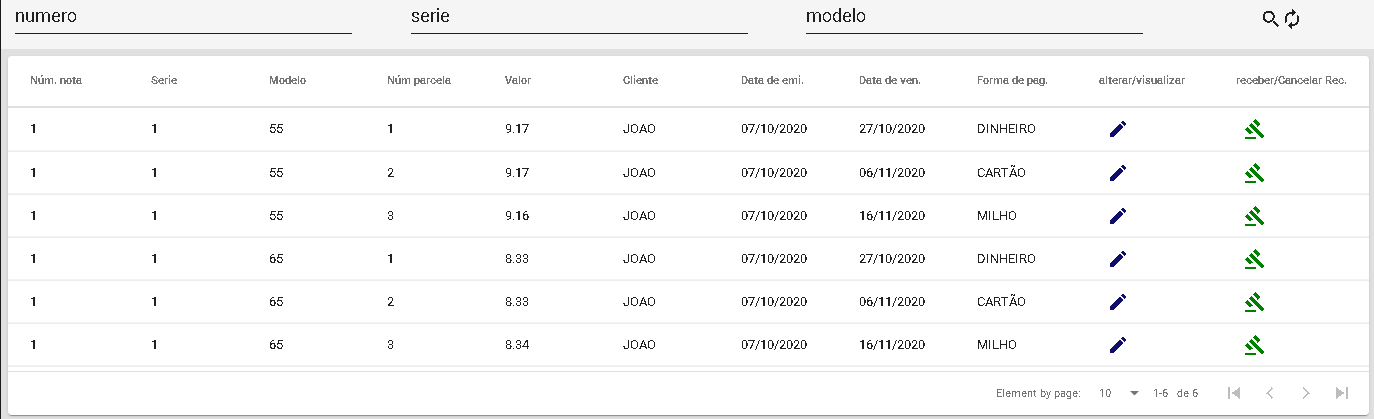 numero serie modelo
Núm. nota Serie Modelo Núm parcela Valor Cliente Data de emi. Data de ven. Forma de pag. alterar/visualizar receber/Cancelar Rec.
1 1 55 1 9.17 JOAO 07/10/2020 27/10/2020 DINHEIRO
1 1 55 2 9.17 JOAO 07/10/2020 06/11/2020 CARTÃO
1 1 55 3 9.16 JOAO 07/10/2020 16/11/2020 MILHO
1 1 65 1 8.33 JOAO 07/10/2020 27/10/2020 DINHEIRO
1 1 65 2 8.33 JOAO 07/10/2020 06/11/2020 CARTÃO
1 1 65 3 8.34 JOAO 07/10/2020 16/11/2020 MILHO
Element by page: 10 1-6 de 6